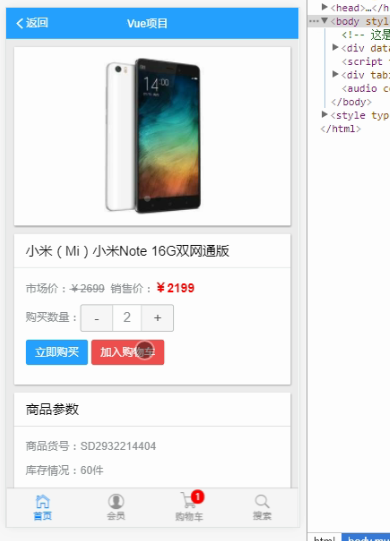 返回
Vue项目
14:30
小米（Mi）小米Note 16G双网通版
市场价：￥2699 销售价：￥2199
购买数量： - 2 +
立即购买 加入购物车
商品参数
商品货号：SD2932214404
库存情况：60件
1
首页 会员 购物车 搜索
▶<head>…</h
…▼<body styl
<!-- 这是
▶<div data
<script
▶<div tabi
<audio c
</body>
▶<style typ
</html>
html body.m